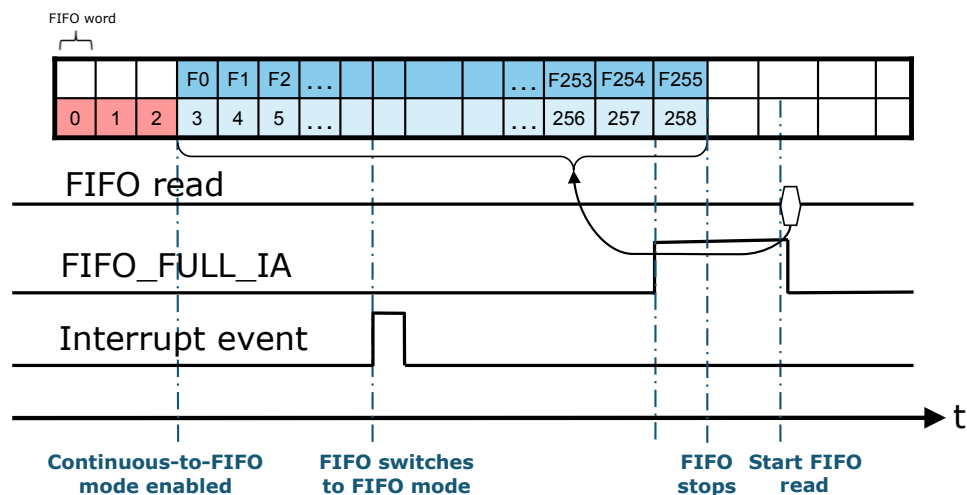 FIFO word
F0 F1 F2 ... ... F253 F254 F255
0 1 2 3 4 5 ... ... 256 257 258
FIFO read
FIFO_FULL_IA
Interrupt event
t
Continuous-to-FIFO
mode enabled
FIFO switches
to FIFO mode
FIFO
stops
Start FIFO
read